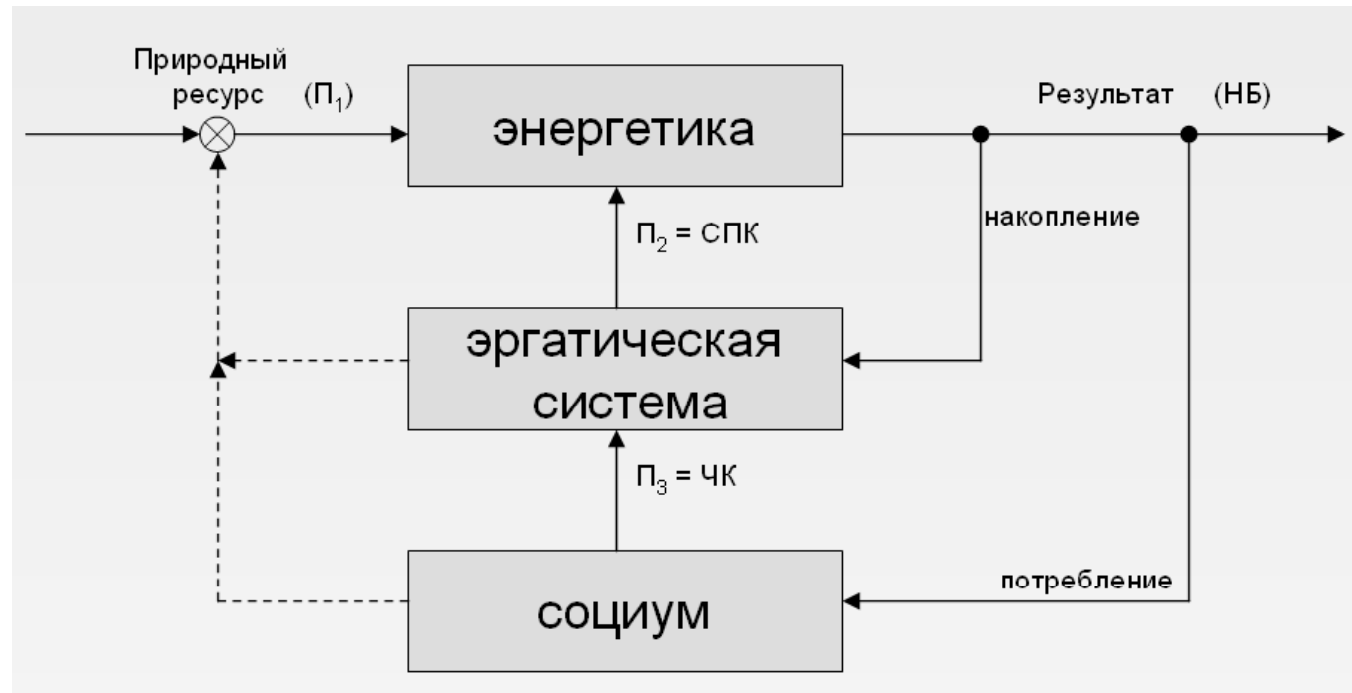 Природный
ресурс (П₁)
энергетика
Результат (НБ)
накопление
П₂ = СПК
эргатическая
система
П₃ = ЧК
потребление
социум